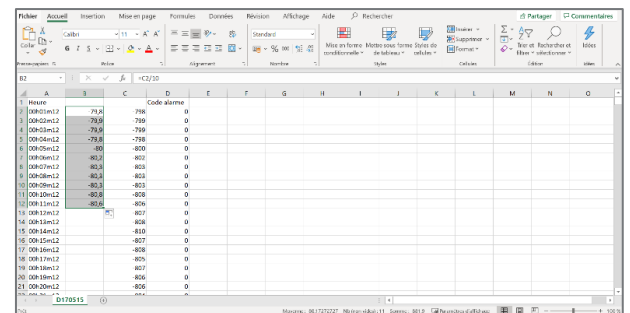 Fichier Accueil Insertion Mise en page Formules Données Révision Affichage Aide Recherche Partager Commentaires
Calibri 11 A A Standard Insérer Σ
Coller G I S A Mise en forme Mettre sous forme Styles de Supprimer Trier et Rechercher et Idées
% 000 conditionnelle de tableau cellules Format filtrer sélectionner
Presse-papiers Police Alignement Nombre Styles Cellules Édition Idées
B2 fx =C2/10
A B C D E F G H I J K L M N O
1 Heure Code alarme
2 00h01m12 -79,8 -798 0
3 00h02m12 -79,9 -799 0
4 00h03m12 -79,9 -799 0
5 00h04m12 -79,8 -798 0
6 00h05m12 -80 -800 0
7 00h06m12 -80,2 -802 0
8 00h07m12 -80,3 -803 0
9 00h08m12 -80,3 -803 0
10 00h09m12 -80,3 -803 0
11 00h10m12 -80,8 -808 0
12 00h11m12 -80,6 -806 0
13 00h12m12 -807 0
14 00h13m12 -808 0
15 00h14m12 -810 0
16 00h15m12 -807 0
17 00h16m12 -808 0
18 00h17m12 -805 0
19 00h18m12 -807 0
20 00h19m12 -806 0
21 00h20m12 -806 0
D170515
Prêt 100 %